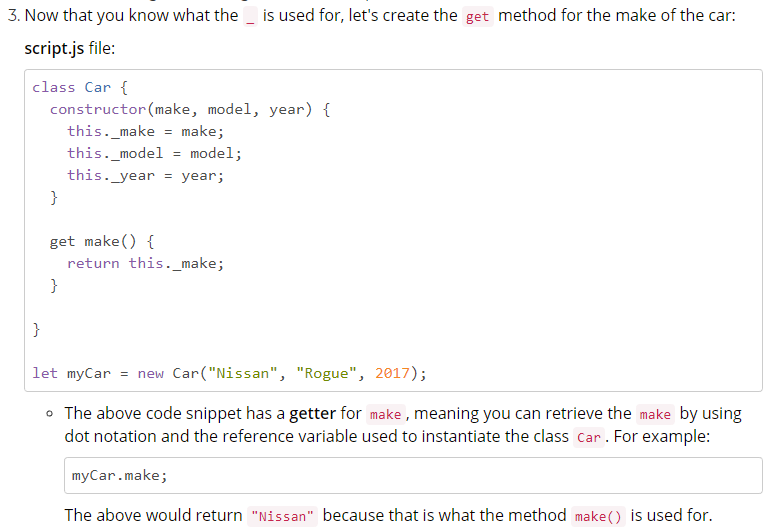 3. Now that you know what the _ is used for, let's create the get method for the make of the car:
script.js file:
class Car {
  constructor(make, model, year) {
    this._make = make;
    this._model = model;
    this._year = year;
  }
  get make() {
    return this._make;
  }
}
let myCar = new Car("Nissan", "Rogue", 2017);
The above code snippet has a getter for make , meaning you can retrieve the make by using
dot notation and the reference variable used to instantiate the class Car . For example:
myCar.make;
The above would return "Nissan" because that is what the method make() is used for.